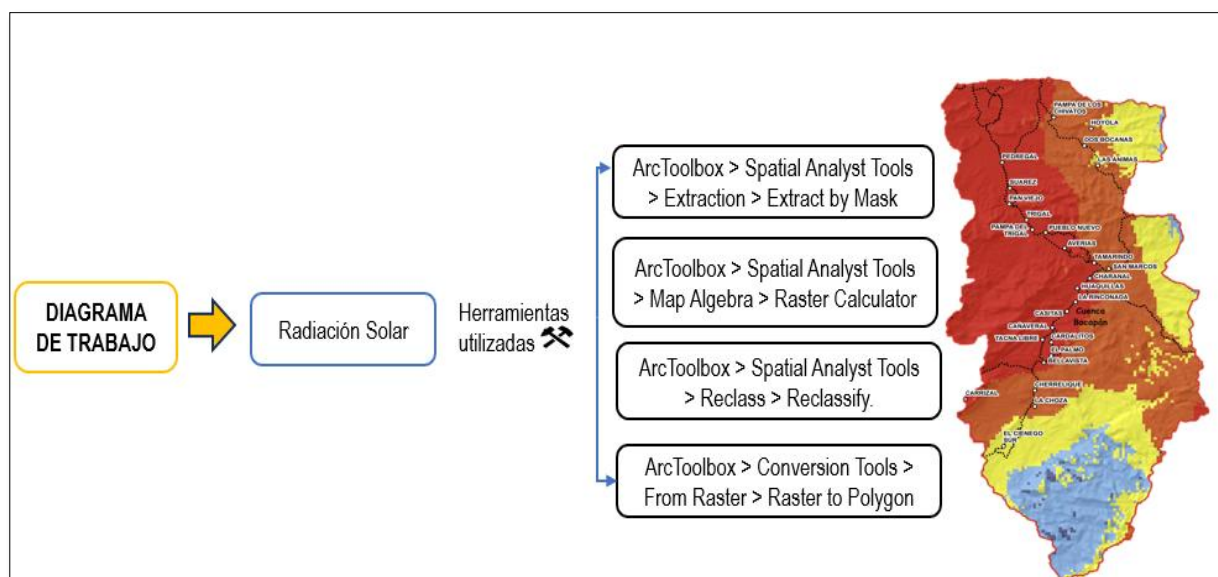 DIAGRAMA
DE TRABAJO
Radiación Solar
Herramientas
utilizadas
ArcToolbox > Spatial Analyst Tools
> Extraction > Extract by Mask
ArcToolbox > Spatial Analyst Tools
> Map Algebra > Raster Calculator
ArcToolbox > Spatial Analyst Tools
> Reclass > Reclassify.
ArcToolbox > Conversion Tools >
From Raster > Raster to Polygon
PAMPA DE LOS
CHIVATOS
HOYOLA
DOS BOCANAS
LAS ANIMAS
PEDREGAL
SUAREZ
PAN VIEJO
TRIGAL
PAMPA DEL
TRIGAL
PUEBLO NUEVO
AVERIAS
TAMARINDO
SAN MARCOS
CHARANAL
HUAQUILLAS
LA RINCONADA
CASITAS
Cuenca
Bocapán
CANAVERAL
CARDALITOS
TACNA LIBRE
EL PALMO
BELLAVISTA
CHERRELIQUE
CARRIZAL
LA CHOZA
EL CIENEGO
SUR